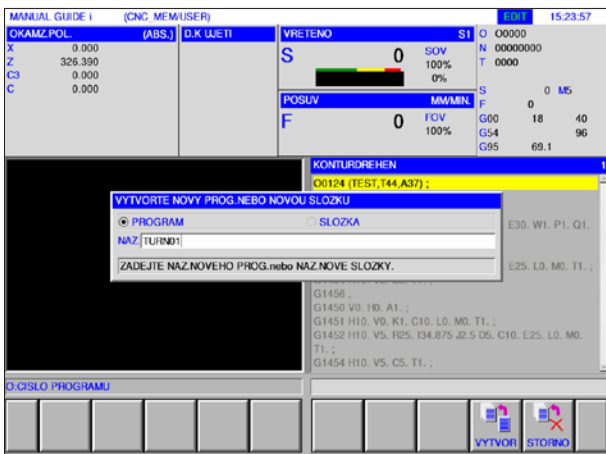 MANUAL GUIDE i (CNC_MEM/USER) EDIT 15:23:57
OKAMZ.POL. (ABS.) D.K UJETI VRETENO S1 O O0000
X 0.000 S 0 SOV N 00000000
Z 326.390 100% T 0000
C3 0.000 0%
C 0.000 S 0 M5
POSUV MM/MIN. F 0
F 0 FOV G00 18 40
100% G54 96
G95 69.1
KONTURDREHEN 1
O0124 (TEST,T44,A37) ;
VYTVORTE NOVY PROG.NEBO NOVOU SLOZKU
PROGRAM SLOZKA
E30. W1. P1. Q1.
NAZ. TURN01
ZADEJTE NAZ.NOVEHO PROG.nebo NAZ.NOVE SLOZKY.
E25. L0. M0. T1. ;
G1456 ;
G1450 V0. H0. A1. ;
G1451 H10. V0. K1. C10. L0. M0. T1. ;
G1452 H10. V5. R25. I34.875 J2.5 D5. C10. E25. L0. M0.
T1. ;
G1454 H10. V5. C5. T1. ;
O:CISLO PROGRAMU
VYTVOR STORNO